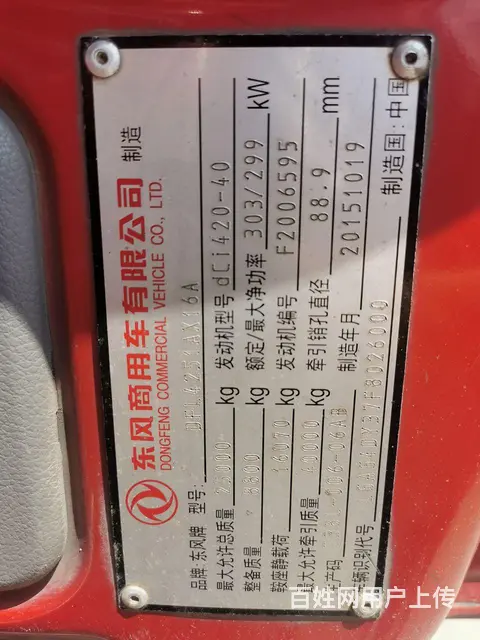 东风商用车有限公司 制造
DONGFENG COMMERCIAL VEHICLE CO., LTD.
品牌: 东风牌 型号: DFL4251AX16A
最大允许总质量 25000 kg 发动机型号 dCi420-40
整备质量 8800 kg 额定/最大净功率 303/299 kW
鞍座静载荷 16070 kg 发动机编号 F2006595
最大允许牵引质量 40000 kg 牵引销孔直径 88.9 mm
生产码 制造年月 20151019
车辆识别代号 制造国: 中国
百姓网用户上传